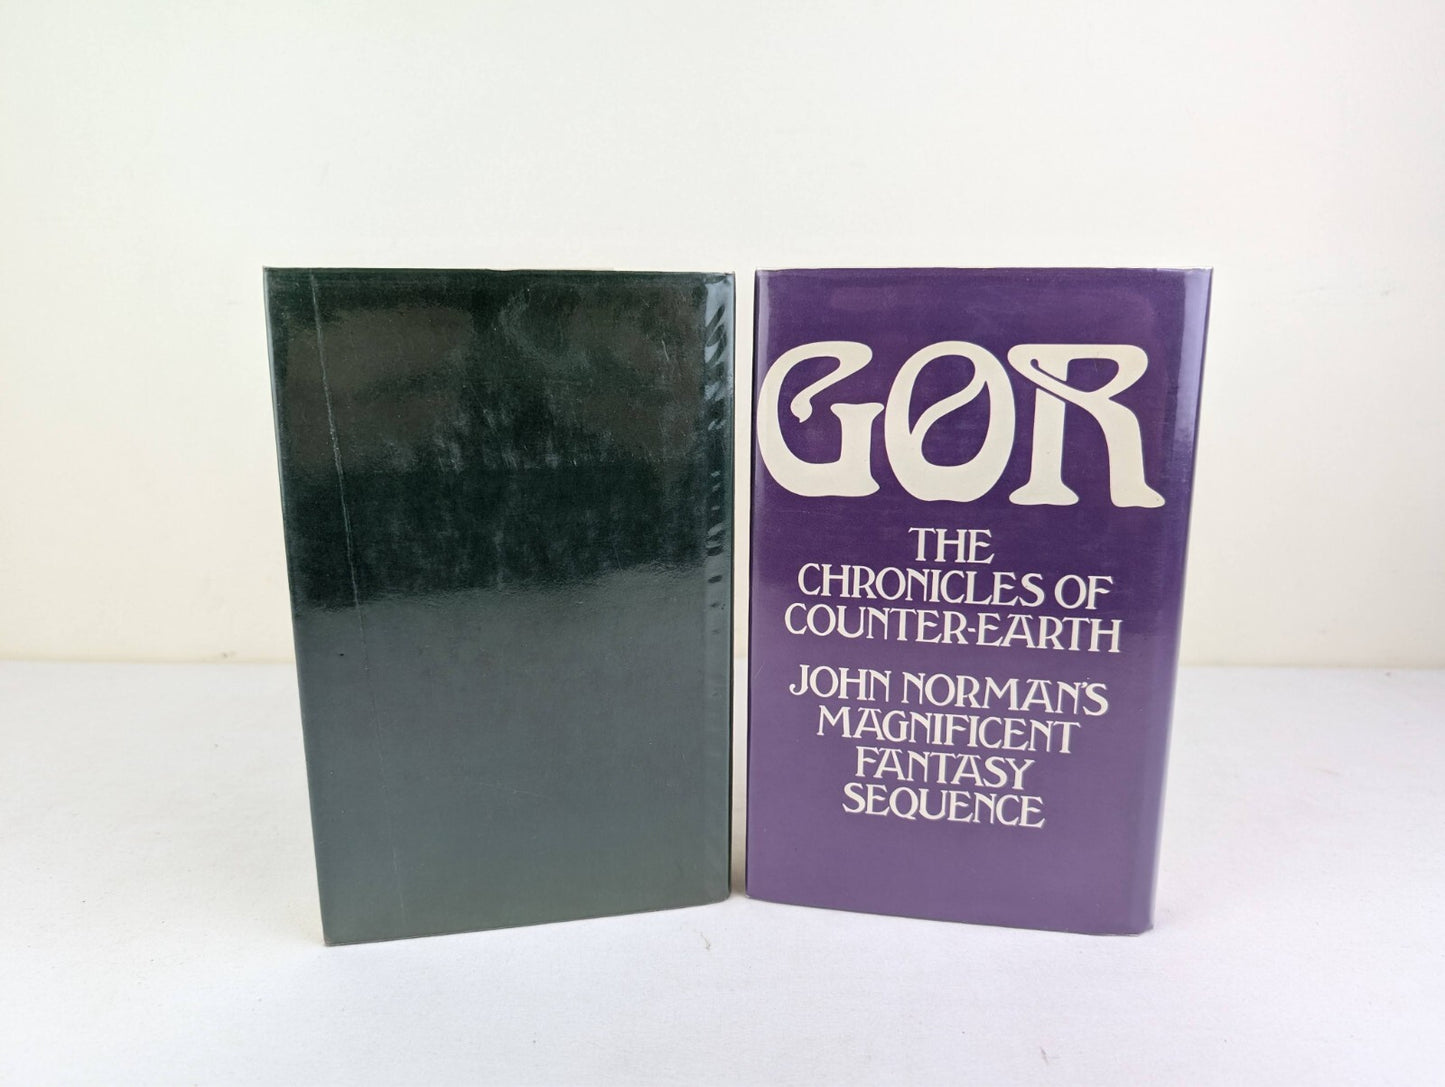 GOR
THE
CHRONICLES OF
COUNTER-EARTH
JOHN NORMAN'S
MAGNIFICENT
FANTASY
SEQUENCE